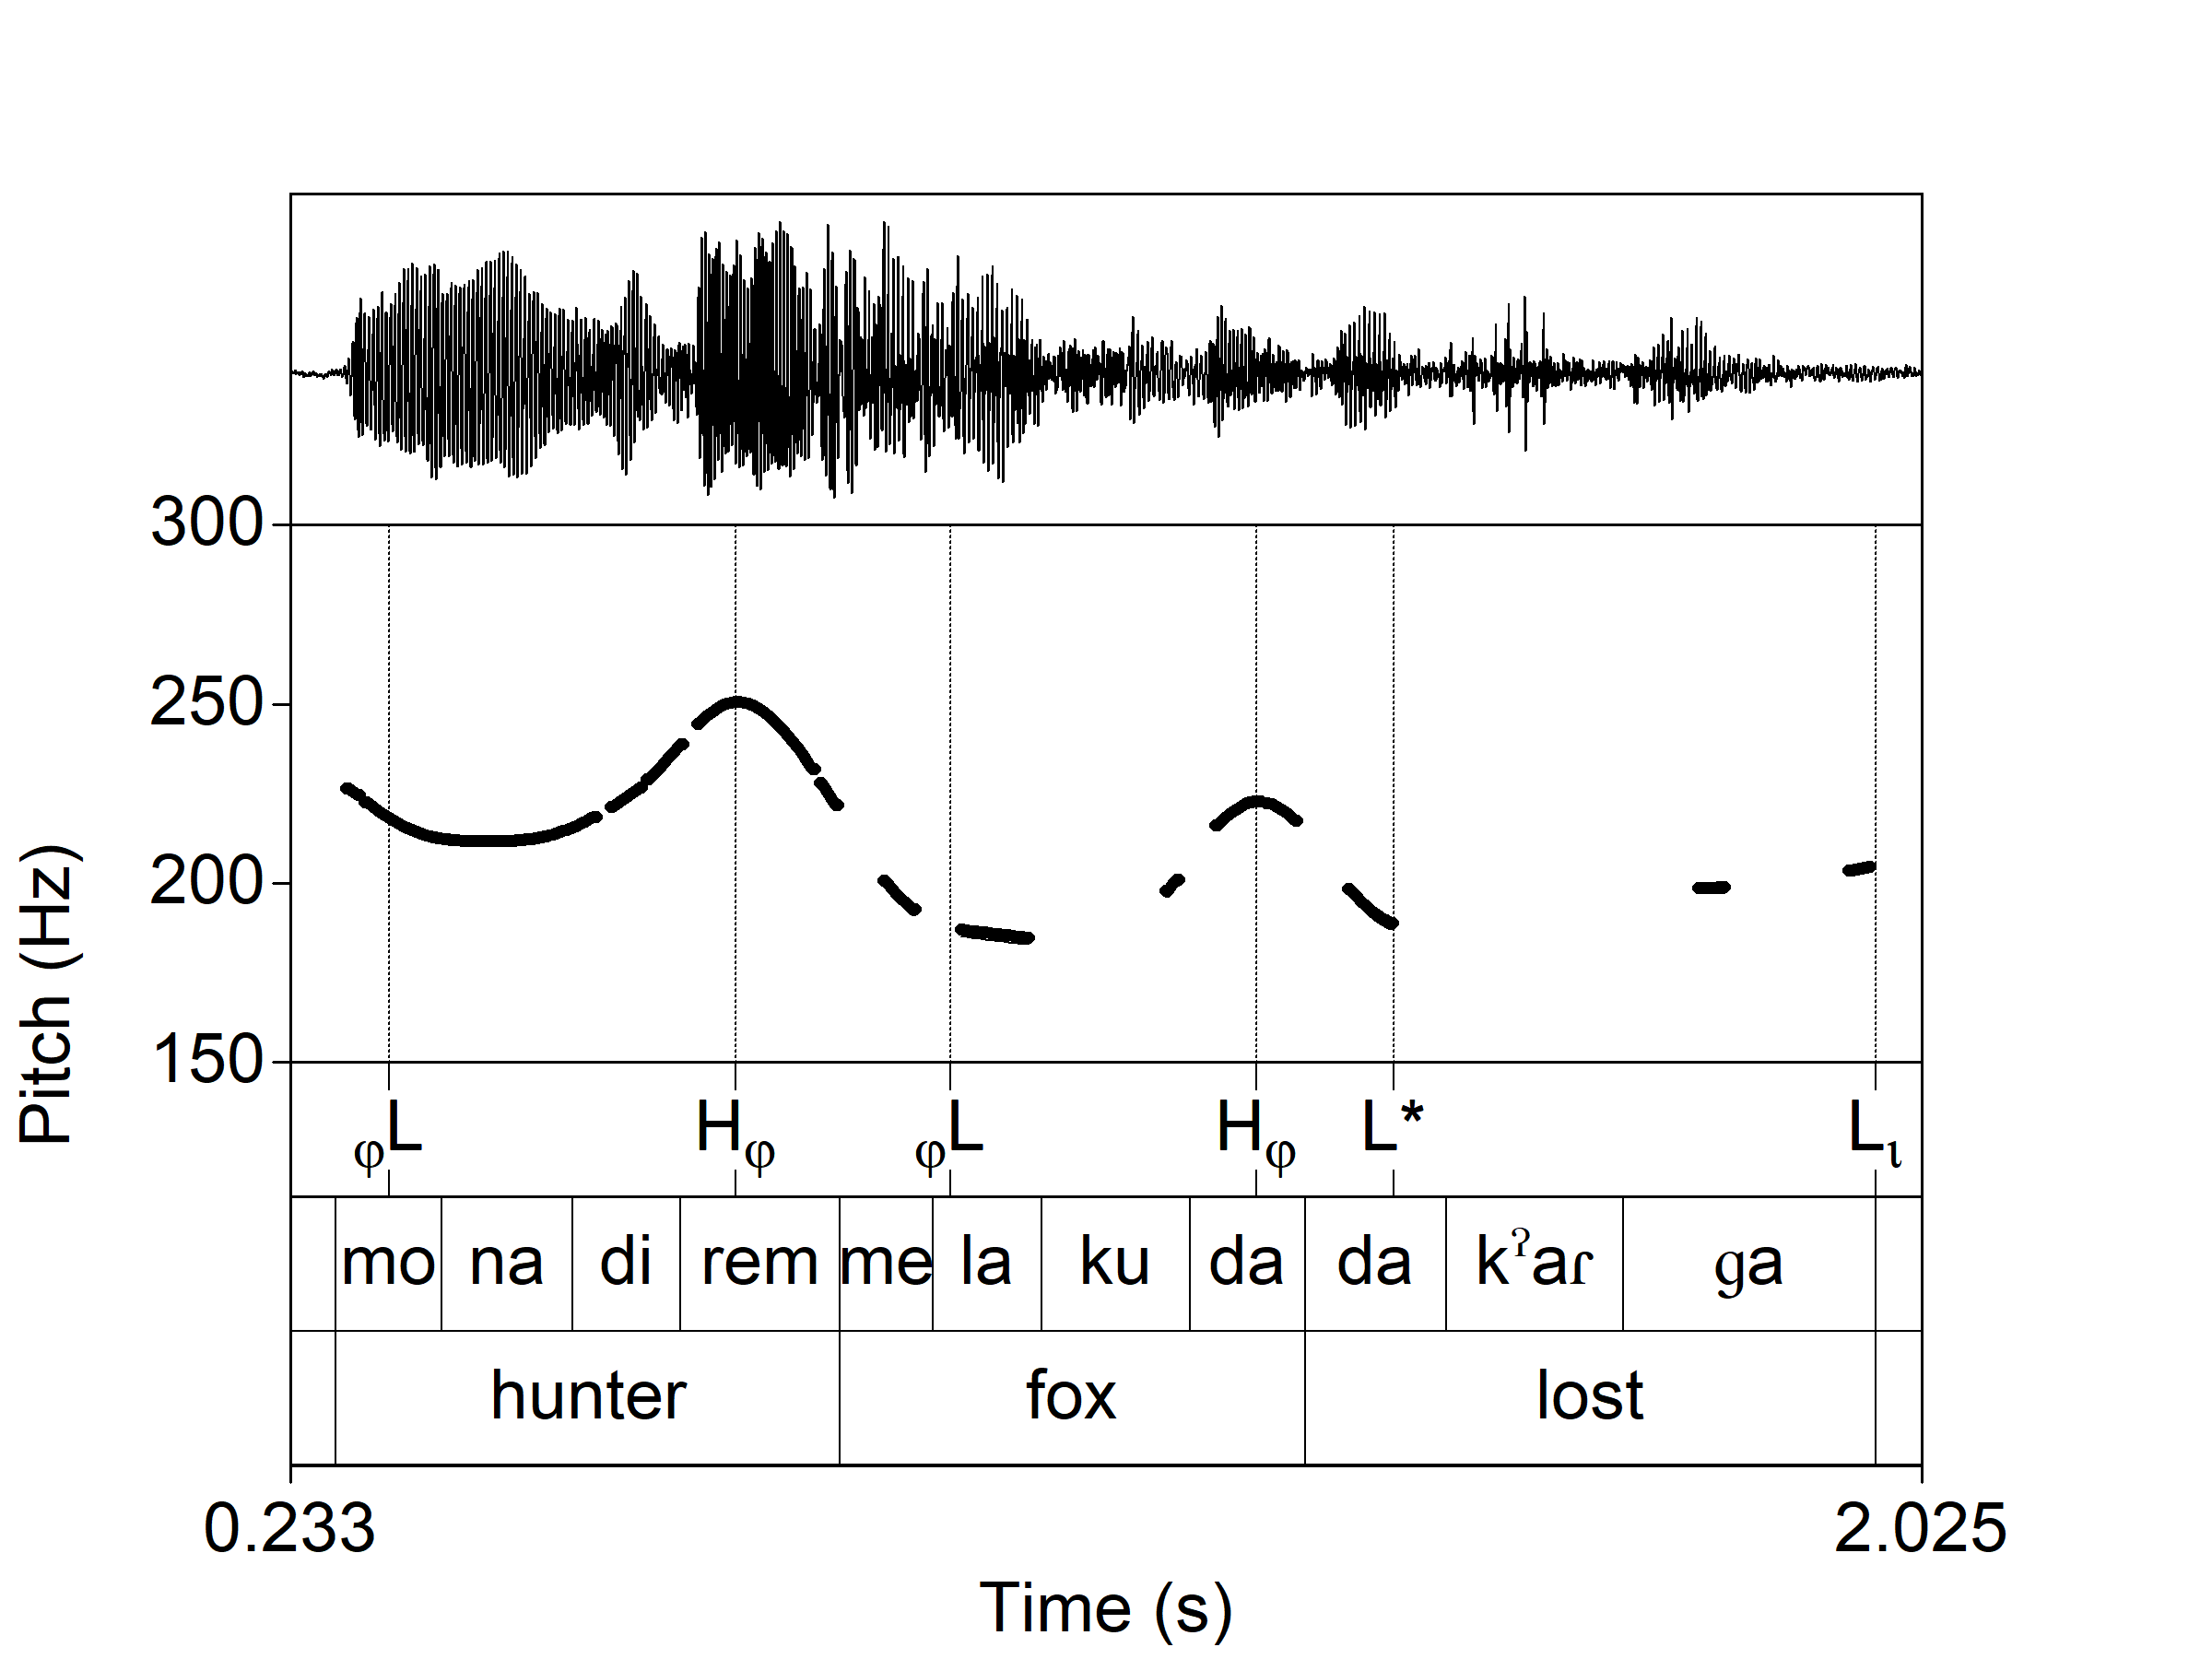 300
250
200
150
Pitch (Hz)
φL Hφ φL Hφ L* Lι
mo na di rem me la ku da da kˀaɾ ɡa
hunter fox lost
0.233 2.025
Time (s)